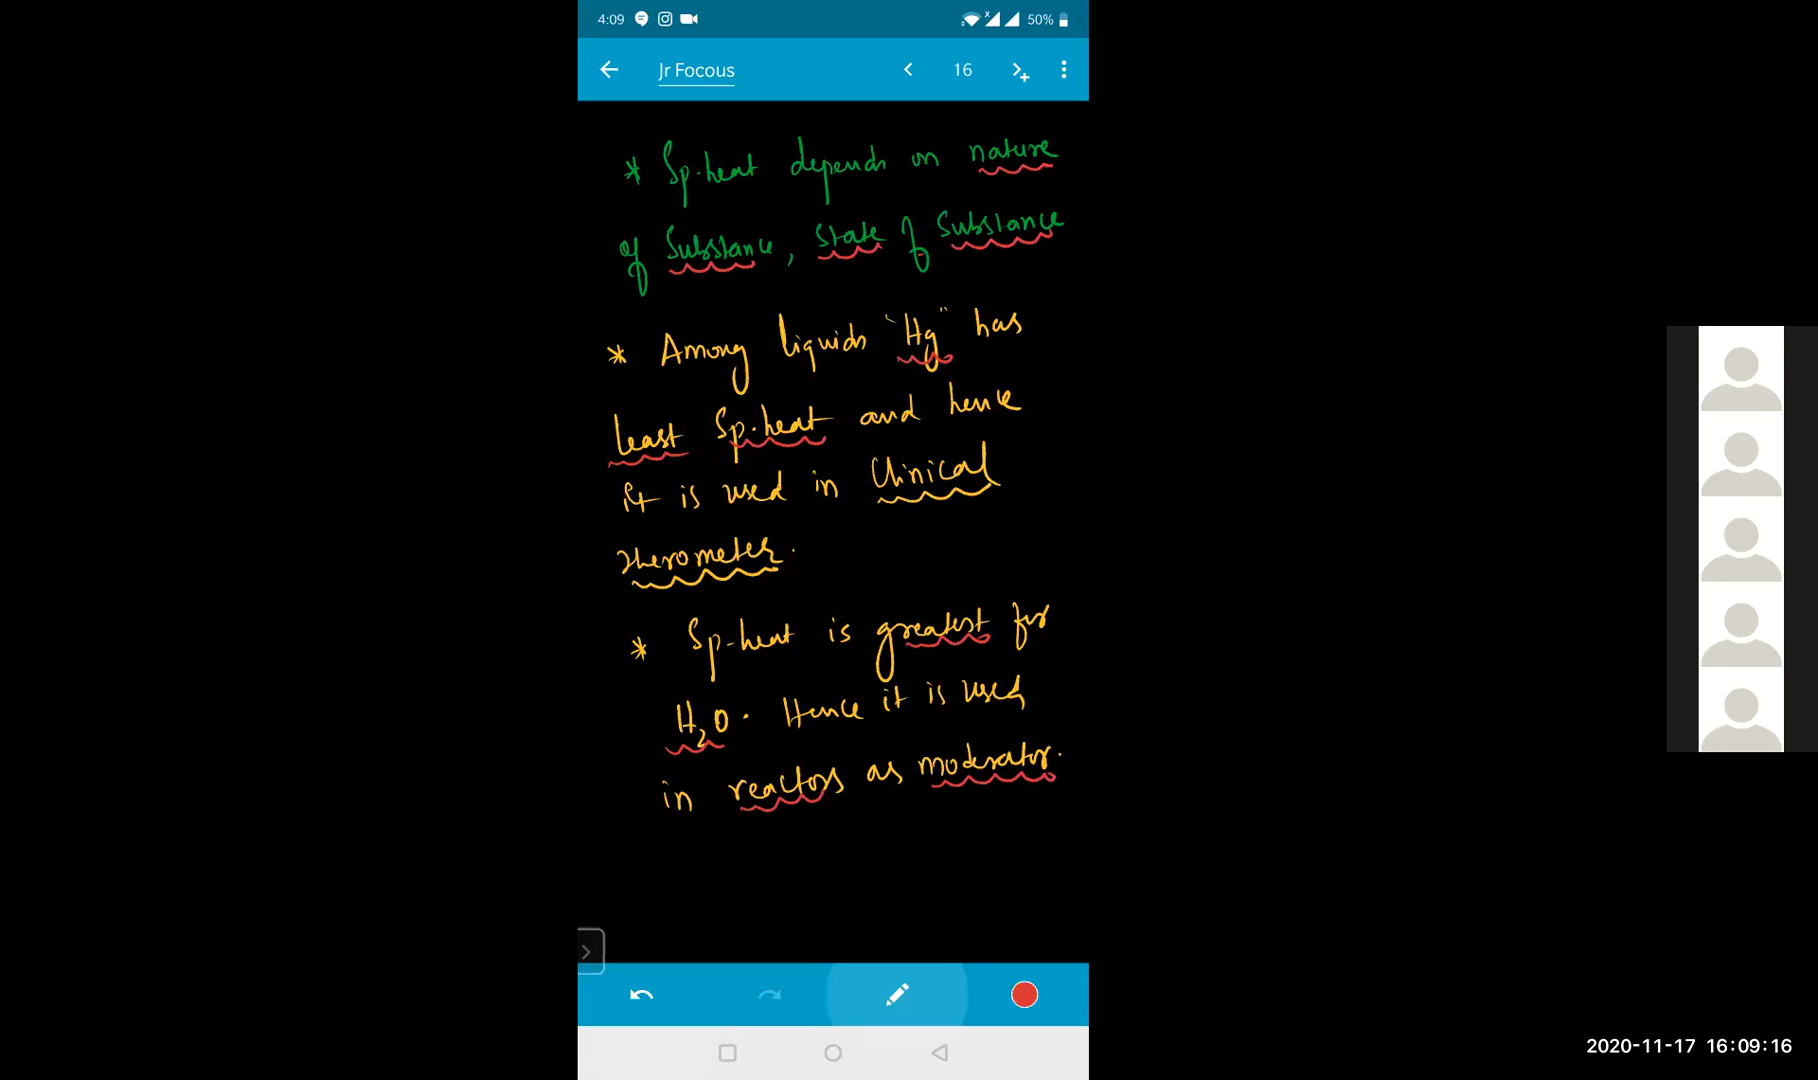 4:09 50%
Jr Focous 16
* Sp.heat depends on nature
of Substance, State of Substance
* Among liquids "Hg" has
least Sp.heat and hence
it is used in Clinical
therometer.
* Sp-heat is greatest for
H₂O. Hence it is used
in reactors as moderator.
2020-11-17 16:09:16